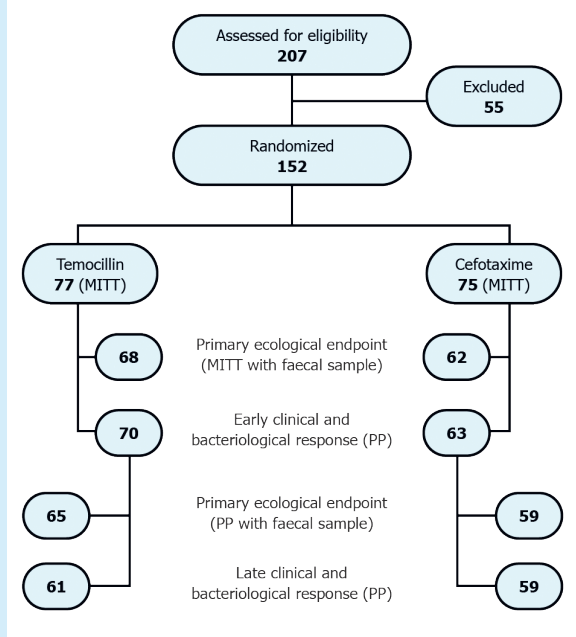 Assessed for eligibility
207
Excluded
55
Randomized
152
Temocillin
77 (MITT)
Cefotaxime
75 (MITT)
68
Primary ecological endpoint
(MITT with faecal sample)
62
70
Early clinical and
bacteriological response (PP)
63
65
Primary ecological endpoint
(PP with faecal sample)
59
61
Late clinical and
bacteriological response (PP)
59